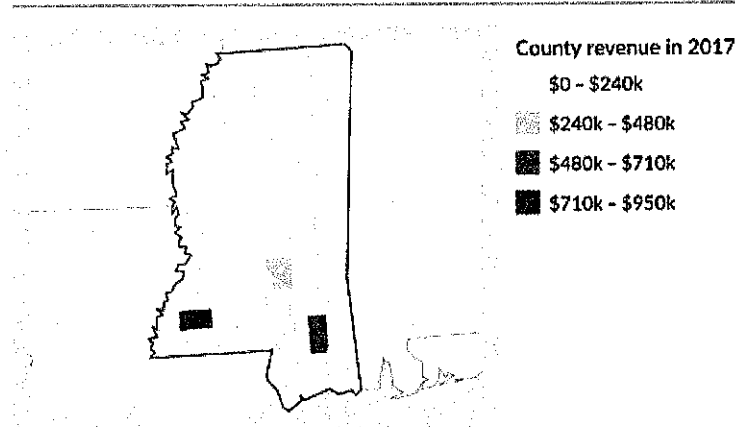 County revenue in 2017
$0 - $240k
$240k - $480k
$480k - $710k
$710k - $950k